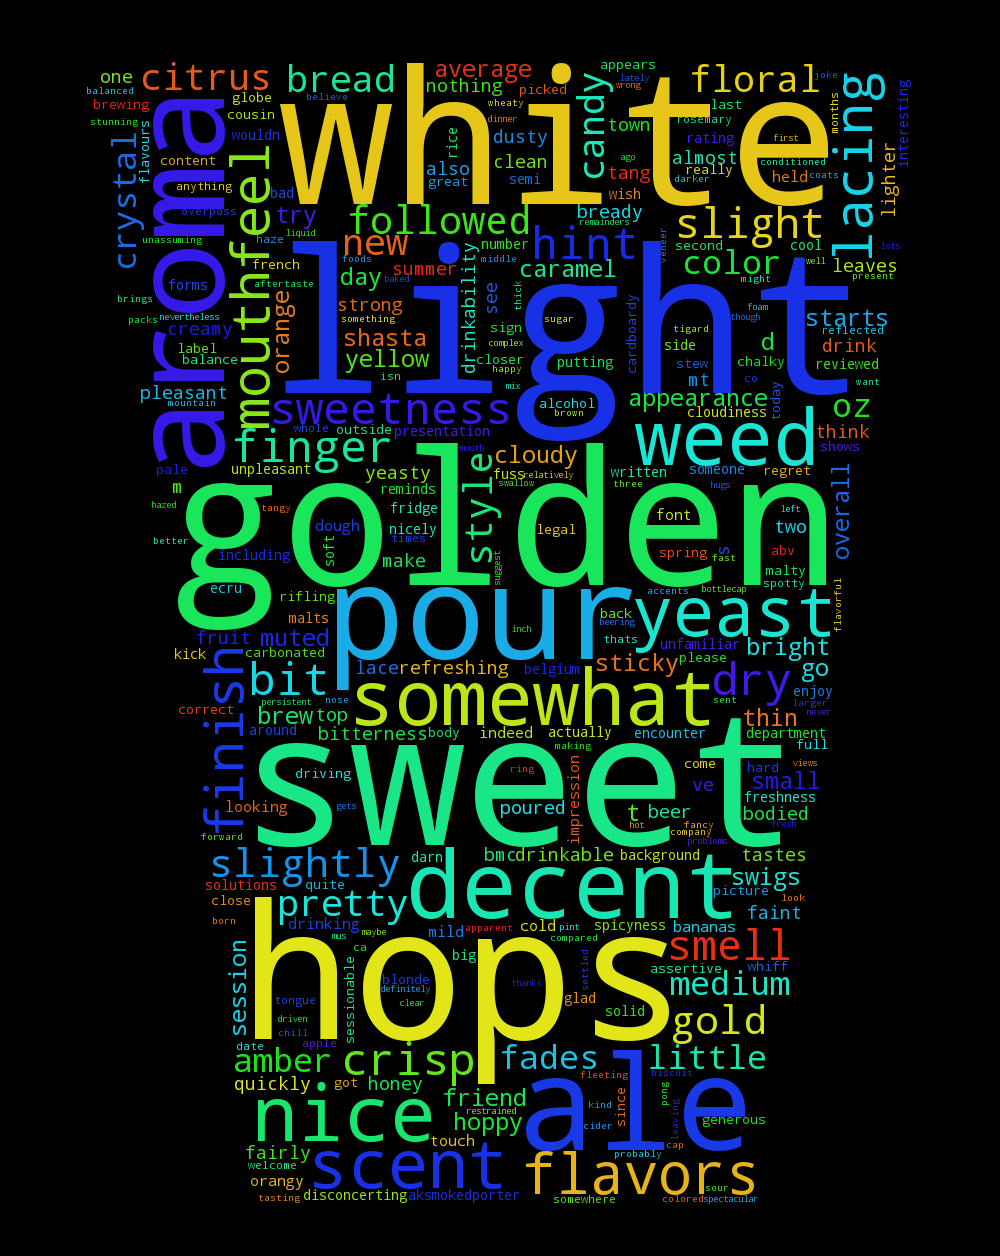 one citrus bread average appears floral lately joke
balanced nothing picked wrong
brewing globe believe wheaty last months
stunning cousin white candy town rosemary lacing interesting
crystal flavours aroma wouldn dusty rice dinner rating first
content mouthfeel also clean tang almost conditioned lighter
anything bad great semi ago really held coats
overpass try followed bready wish darker slight
unassuming haze liquid new remainders hint second cool lots
french number veneer color well leaves
foods day summer drinkability middle caramel might present
forms aftertaste baked see thick light
brings orange strong something sugar cardboardy foam starts
packs nevertheless sign though reflected
creamy shasta complex tigard side d drink
label yellow closer happy putting stew chalky reviewed
balance isn mix mt co want
pleasant alcohol appearance today oz
mountain sweetness brown cloudiness
whole outside presentation weed think
finger mouth cloudy shows
pale unpleasant yeasty style fuss relatively written someone regret overall
m reminds swallow three hugs
hazed tangy fridge golden font left
better dough nicely legal two
including soft times make spring s fast abv
suggest malty
ecru rifling accents bottlecap spotty flavorful
malts pour back beering yeast
fruit muted inch thats unfamiliar bright
kick carbonated lace refreshing belgium sticky please go
finish bit persistent nose somewhat dry sent enjoy
correct brew top larger never
around bitterness body indeed actually encounter thin department
making full
driving sweet ring impression come hard views
looking gets poured t beer ve small freshness
hot fancy bodied fresh
forward company problems
slightly darn bmc drinkable background tastes
solutions quite decent swigs
close pretty picture look
born drinking faint
mus maybe mild apparent cold pint spicyness bananas
session ca compared smell
big settled assertive whiff
sessionable blonde hops medium
definitely thanks
tongue clear glad solid gold
driven
chill apple
date amber crisp fades little
quickly got honey fleeting biscuit
nice friend since pong
restrained kind leaving
hoppy cider ale generous
touch cap
fairly probably
welcome scent flavors
orangy sour
tasting disconcerting aksmokedporter somewhere colored spectacular